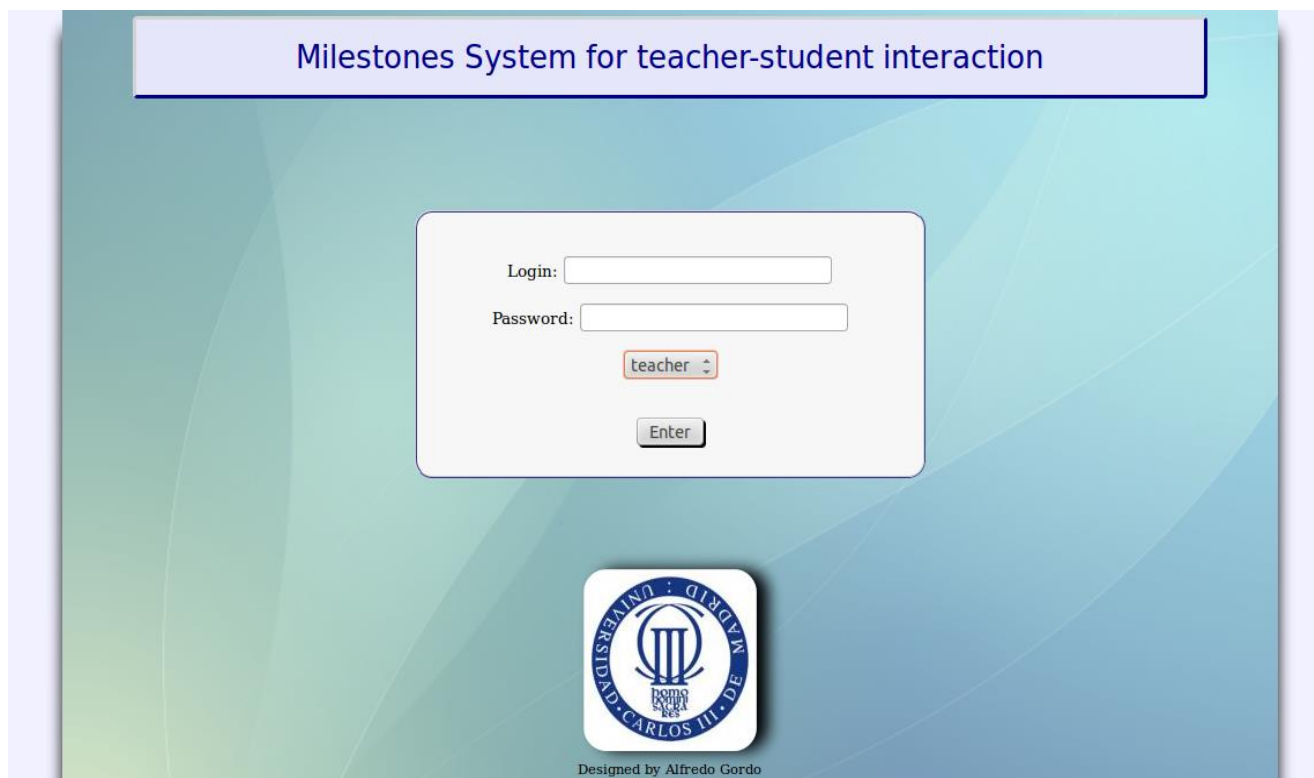 Milestones System for teacher-student interaction
Login:
Password:
teacher
Enter
UNIVERSIDAD · CARLOS III · DE MADRID :
homo
homini
SACRA
RES
Designed by Alfredo Gordo